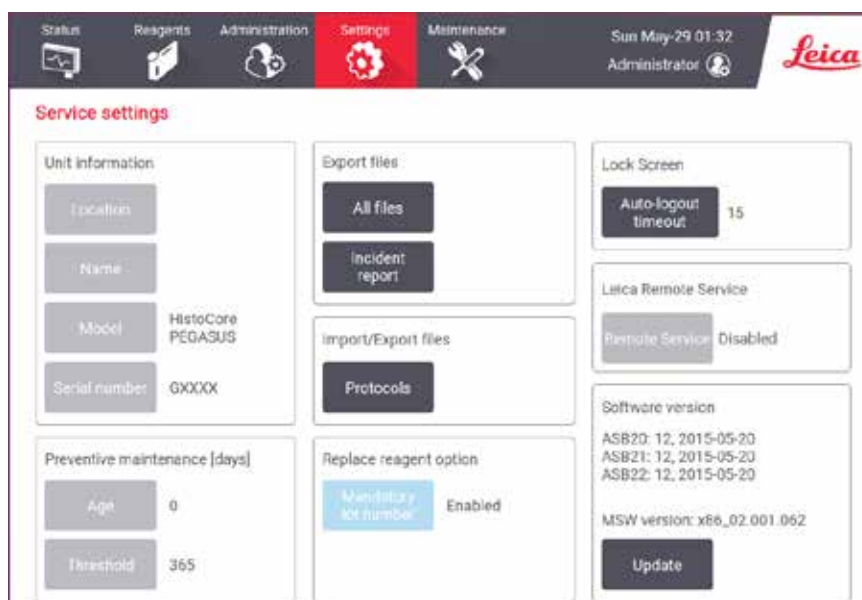 Status Reagents Administration Settings Maintenance
Sun May-29 01:32
Administrator
Leica
Service settings
Unit information
Location
Name
Model
HistoCore
PEGASUS
Serial number
GXXXX
Preventive maintenance [days]
Age
0
Threshold
365
Export files
All files
Incident
report
Import/Export files
Protocols
Replace reagent option
Mandatory
lot number
Enabled
Lock Screen
Auto-logout
timeout
15
Leica Remote Service
Remote Service
Disabled
Software version
ASB20: 12, 2015-05-20
ASB21: 12, 2015-05-20
ASB22: 12, 2015-05-20
MSW version: x86_02.001.062
Update